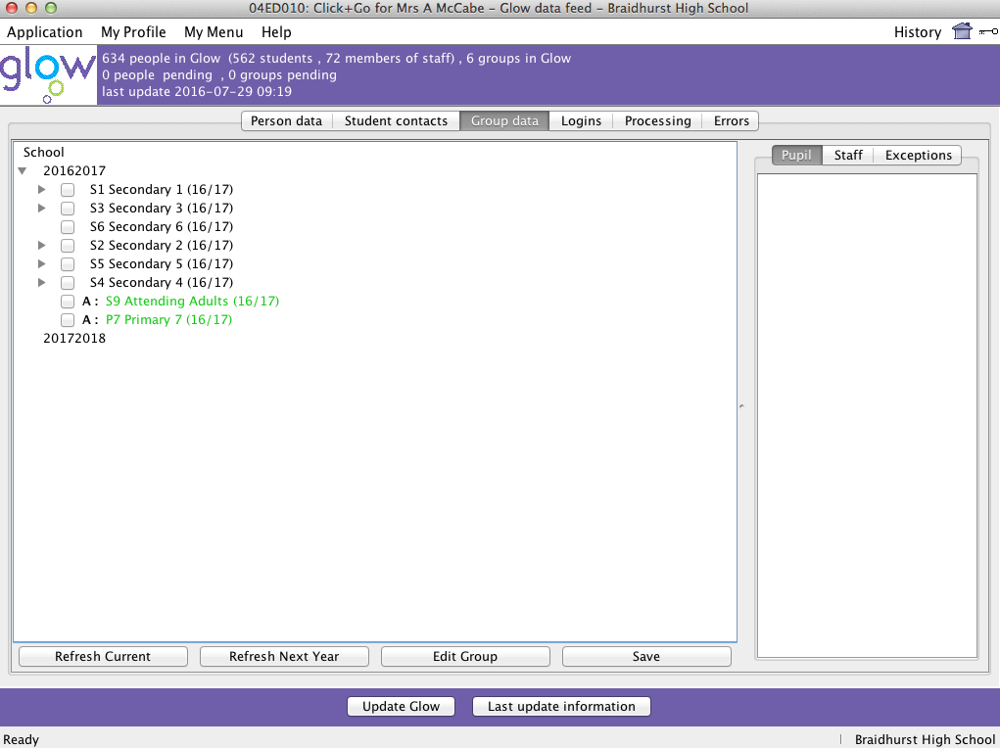 04ED010: Click+Go for Mrs A McCabe - Glow data feed - Braidhurst High School
Application My Profile My Menu Help History
glow
634 people in Glow (562 students , 72 members of staff) , 6 groups in Glow
0 people pending , 0 groups pending
last update 2016-07-29 09:19
Person data Student contacts Group data Logins Processing Errors
School
20162017
S1 Secondary 1 (16/17)
S3 Secondary 3 (16/17)
S6 Secondary 6 (16/17)
S2 Secondary 2 (16/17)
S5 Secondary 5 (16/17)
S4 Secondary 4 (16/17)
A : S9 Attending Adults (16/17)
A : P7 Primary 7 (16/17)
20172018
Pupil Staff Exceptions
Refresh Current Refresh Next Year Edit Group Save
Update Glow Last update information
Ready Braidhurst High School